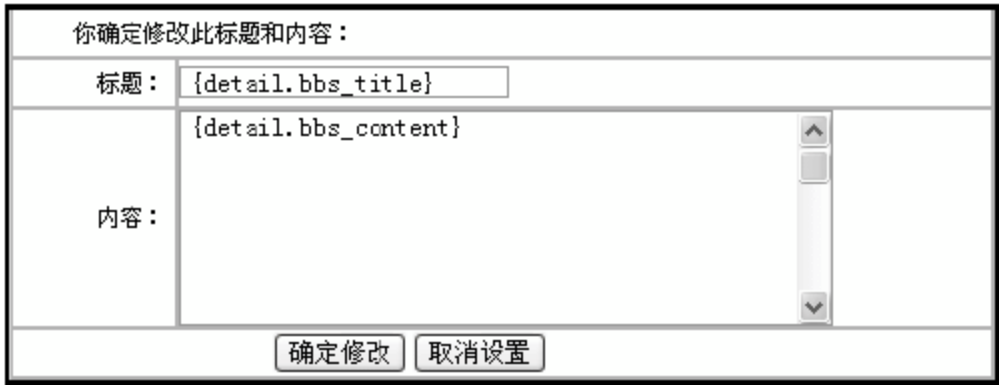 你确定修改此标题和内容：
标题： {detail.bbs_title}
{detail.bbs_content}
内容：
确定修改 取消设置